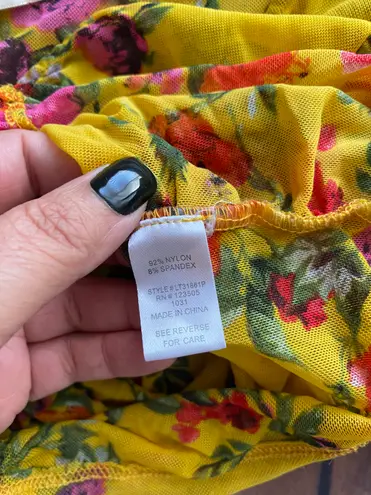 92% NYLON
8% SPANDEX
STYLE # LT31881P
RN # 123505
1031
MADE IN CHINA
SEE REVERSE
FOR CARE